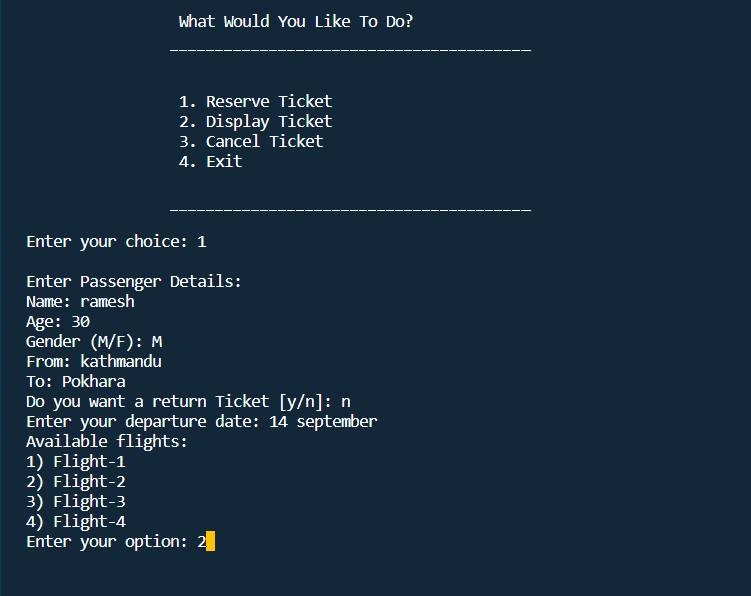 What Would You Like To Do?
________________________________________
1. Reserve Ticket
2. Display Ticket
3. Cancel Ticket
4. Exit
________________________________________
Enter your choice: 1
Enter Passenger Details:
Name: ramesh
Age: 30
Gender (M/F): M
From: kathmandu
To: Pokhara
Do you want a return Ticket [y/n]: n
Enter your departure date: 14 september
Available flights:
1) Flight-1
2) Flight-2
3) Flight-3
4) Flight-4
Enter your option: 2